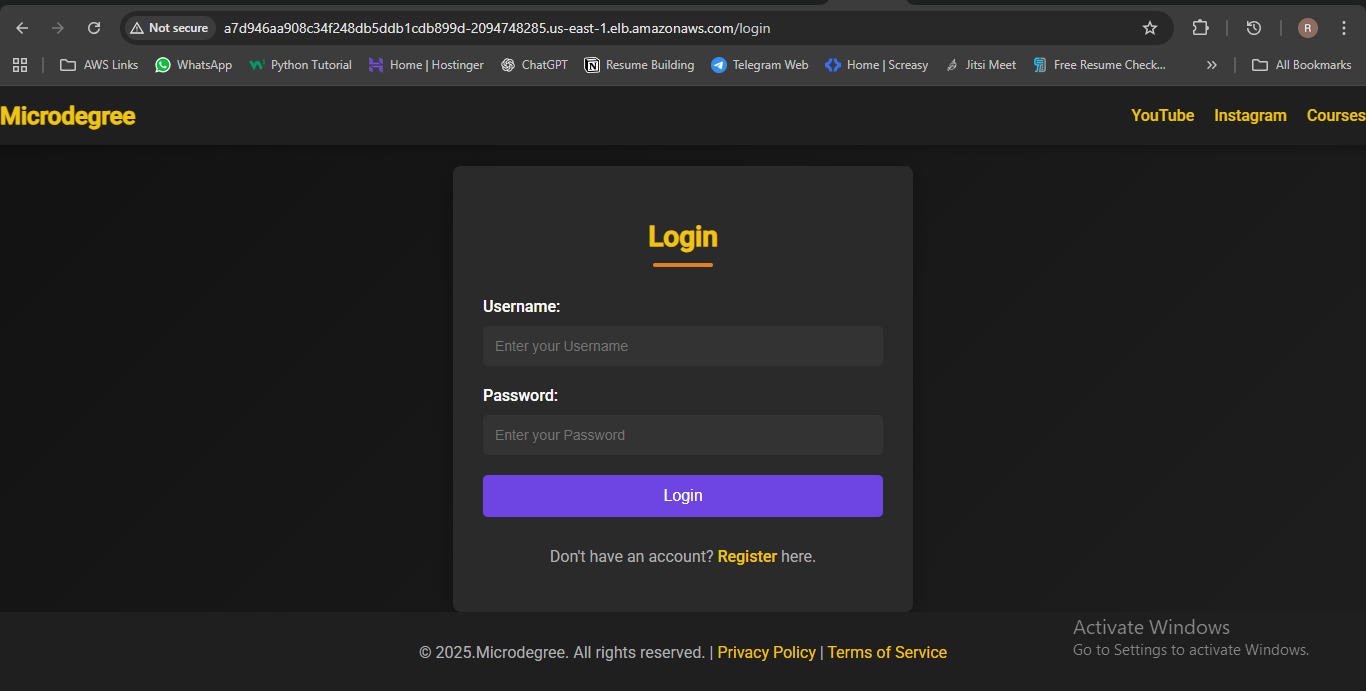 Not secure a7d946aa908c34f248db5ddb1cdb899d-2094748285.us-east-1.elb.amazonaws.com/login R
AWS Links WhatsApp Python Tutorial Home | Hostinger ChatGPT Resume Building Telegram Web Home | Screasy Jitsi Meet Free Resume Check... » All Bookmarks
Microdegree YouTube Instagram Courses
Login
Username:
Enter your Username
Password:
Enter your Password
Login
Don't have an account? Register here.
© 2025.Microdegree. All rights reserved. | Privacy Policy | Terms of Service
Activate Windows
Go to Settings to activate Windows.